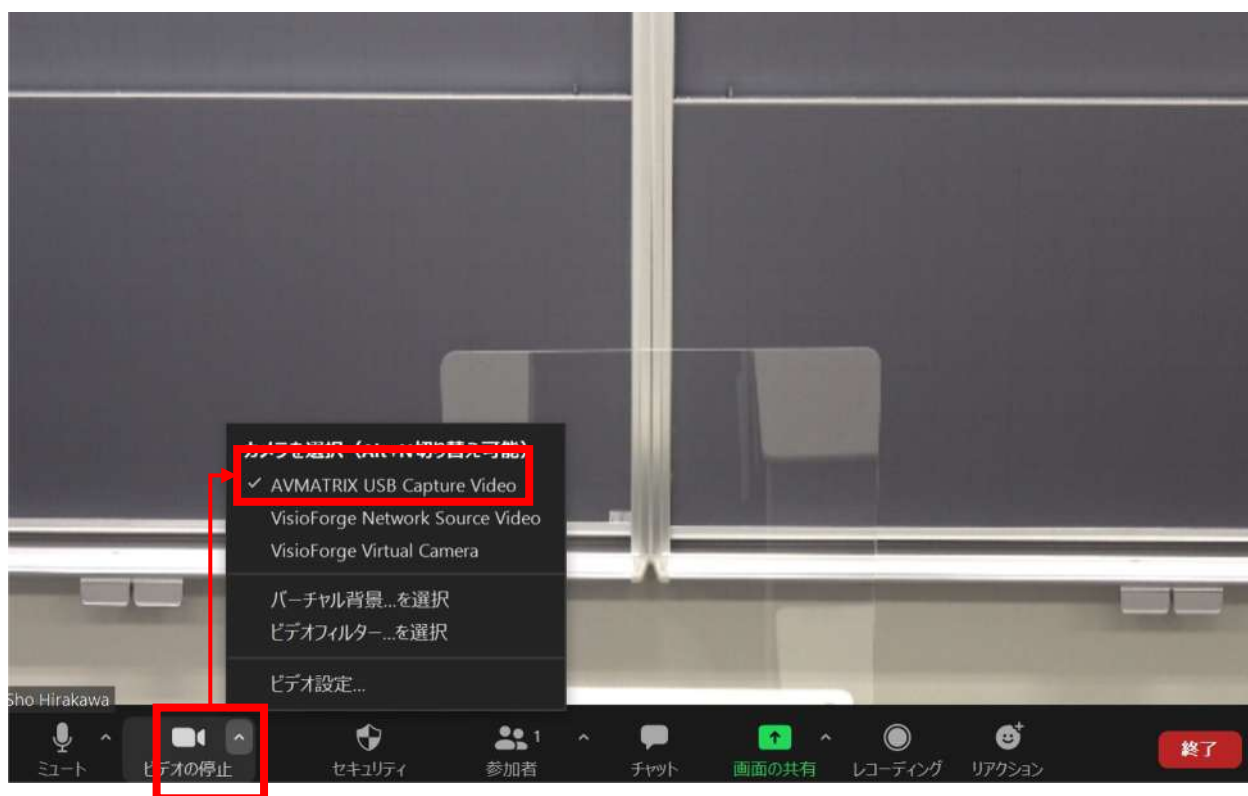 カメラを選択 (Alt+N切り替え可能)
✓ AVMATRIX USB Capture Video
VisioForge Network Source Video
VisioForge Virtual Camera
バーチャル背景...を選択
ビデオフィルター...を選択
ビデオ設定...
Sho Hirakawa
1
ミュート ビデオの停止 セキュリティ 参加者 チャット 画面の共有 レコーディング リアクション 終了